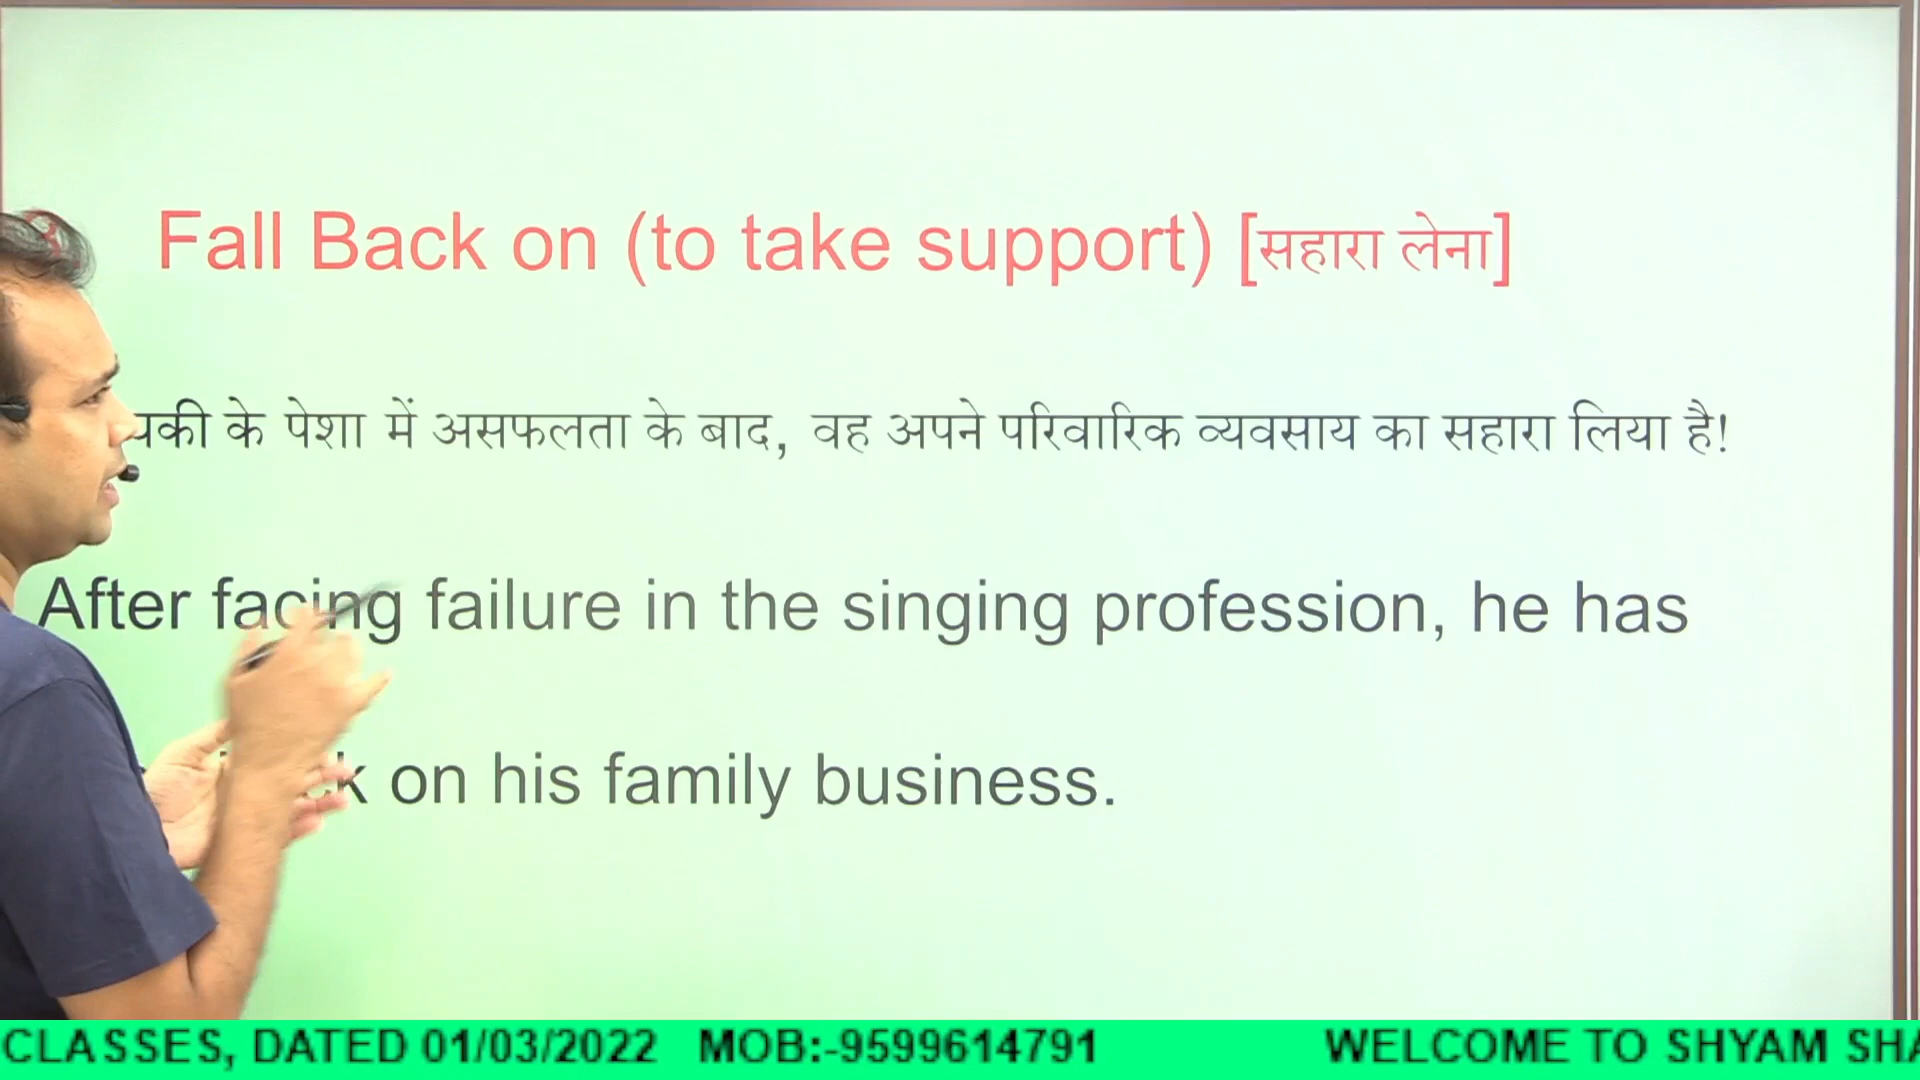 Fall Back on (to take support) [सहारा लेना]
के पेशा में असफलता के बाद, वह अपने परिवारिक व्यवसाय का सहारा लिया है!
After facing failure in the singing profession, he has
on his family business.
CLASSES, DATED 01/03/2022 MOB:-9599614791 WELCOME TO SHYAM